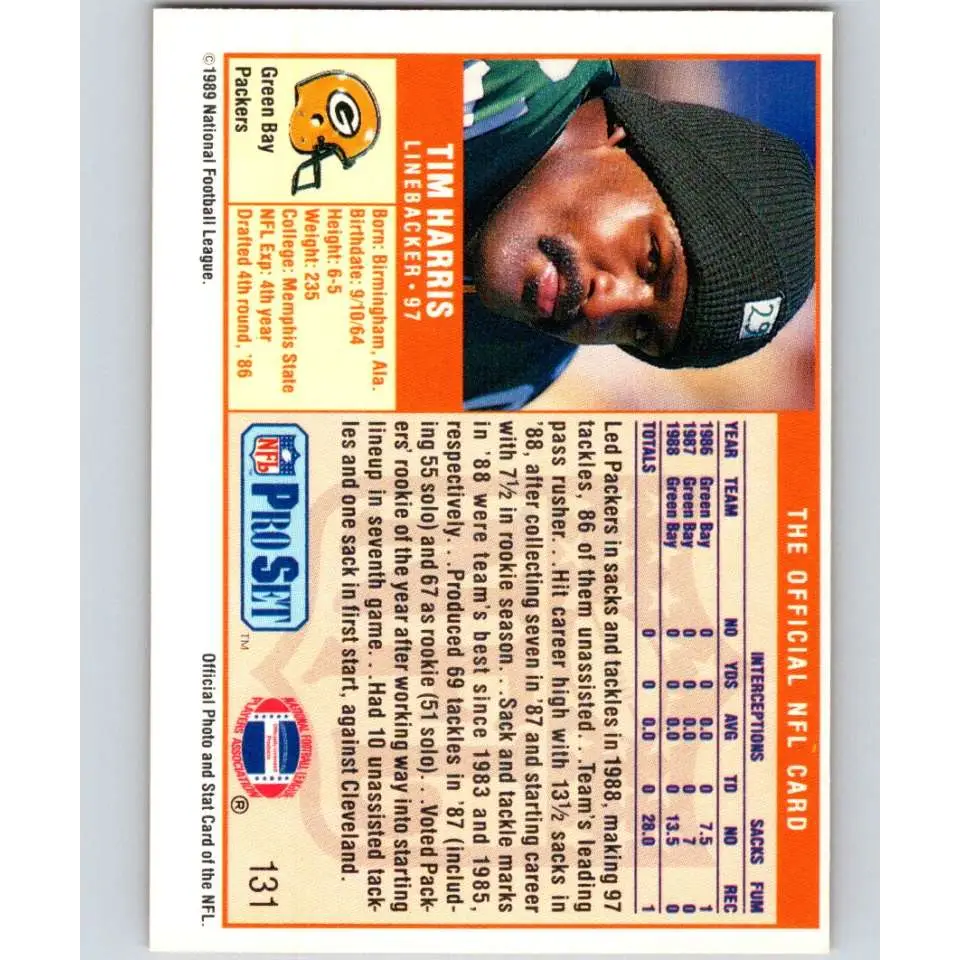 THE OFFICIAL NFL CARD
29
TIM HARRIS
LINEBACKER • 97
Born: Birmingham, Ala.
Birthdate: 9/10/64
Height: 6-5
Weight: 235
College: Memphis State
NFL Exp: 4th year
Drafted 4th round, '86
G
Green Bay
Packers
INTERCEPTIONS SACKS FUM
YEAR TEAM NO YDS AVG TD NO REC
1986 Green Bay 0 0 0.0 0 7.5 1
1987 Green Bay 0 0 0.0 0 7 0
1988 Green Bay 0 0 0.0 0 13.5 0
TOTALS 0 0 0.0 0 28.0 1
Led Packers in sacks and tackles in 1988, making 97
tackles, 86 of them unassisted. . .Team's leading
pass rusher. . .Hit career high with 13½ sacks in
'88, after collecting seven in '87 and starting career
with 7½ in rookie season. . .Sack and tackle marks
in '88 were team's best since 1983 and 1985,
respectively. . .Produced 69 tackles in '87 (includ-
ing 55 solo) and 67 as rookie (51 solo). . .Voted Pack-
ers' rookie of the year after working way into starting
lineup in seventh game. . .Had 10 unassisted tack-
les and one sack in first start, against Cleveland.
NFL PRO SET ™
NATIONAL FOOTBALL LEAGUE
PLAYERS ASSOCIATION
®
131
©1989 National Football League.
Official Photo and Stat Card of the NFL.